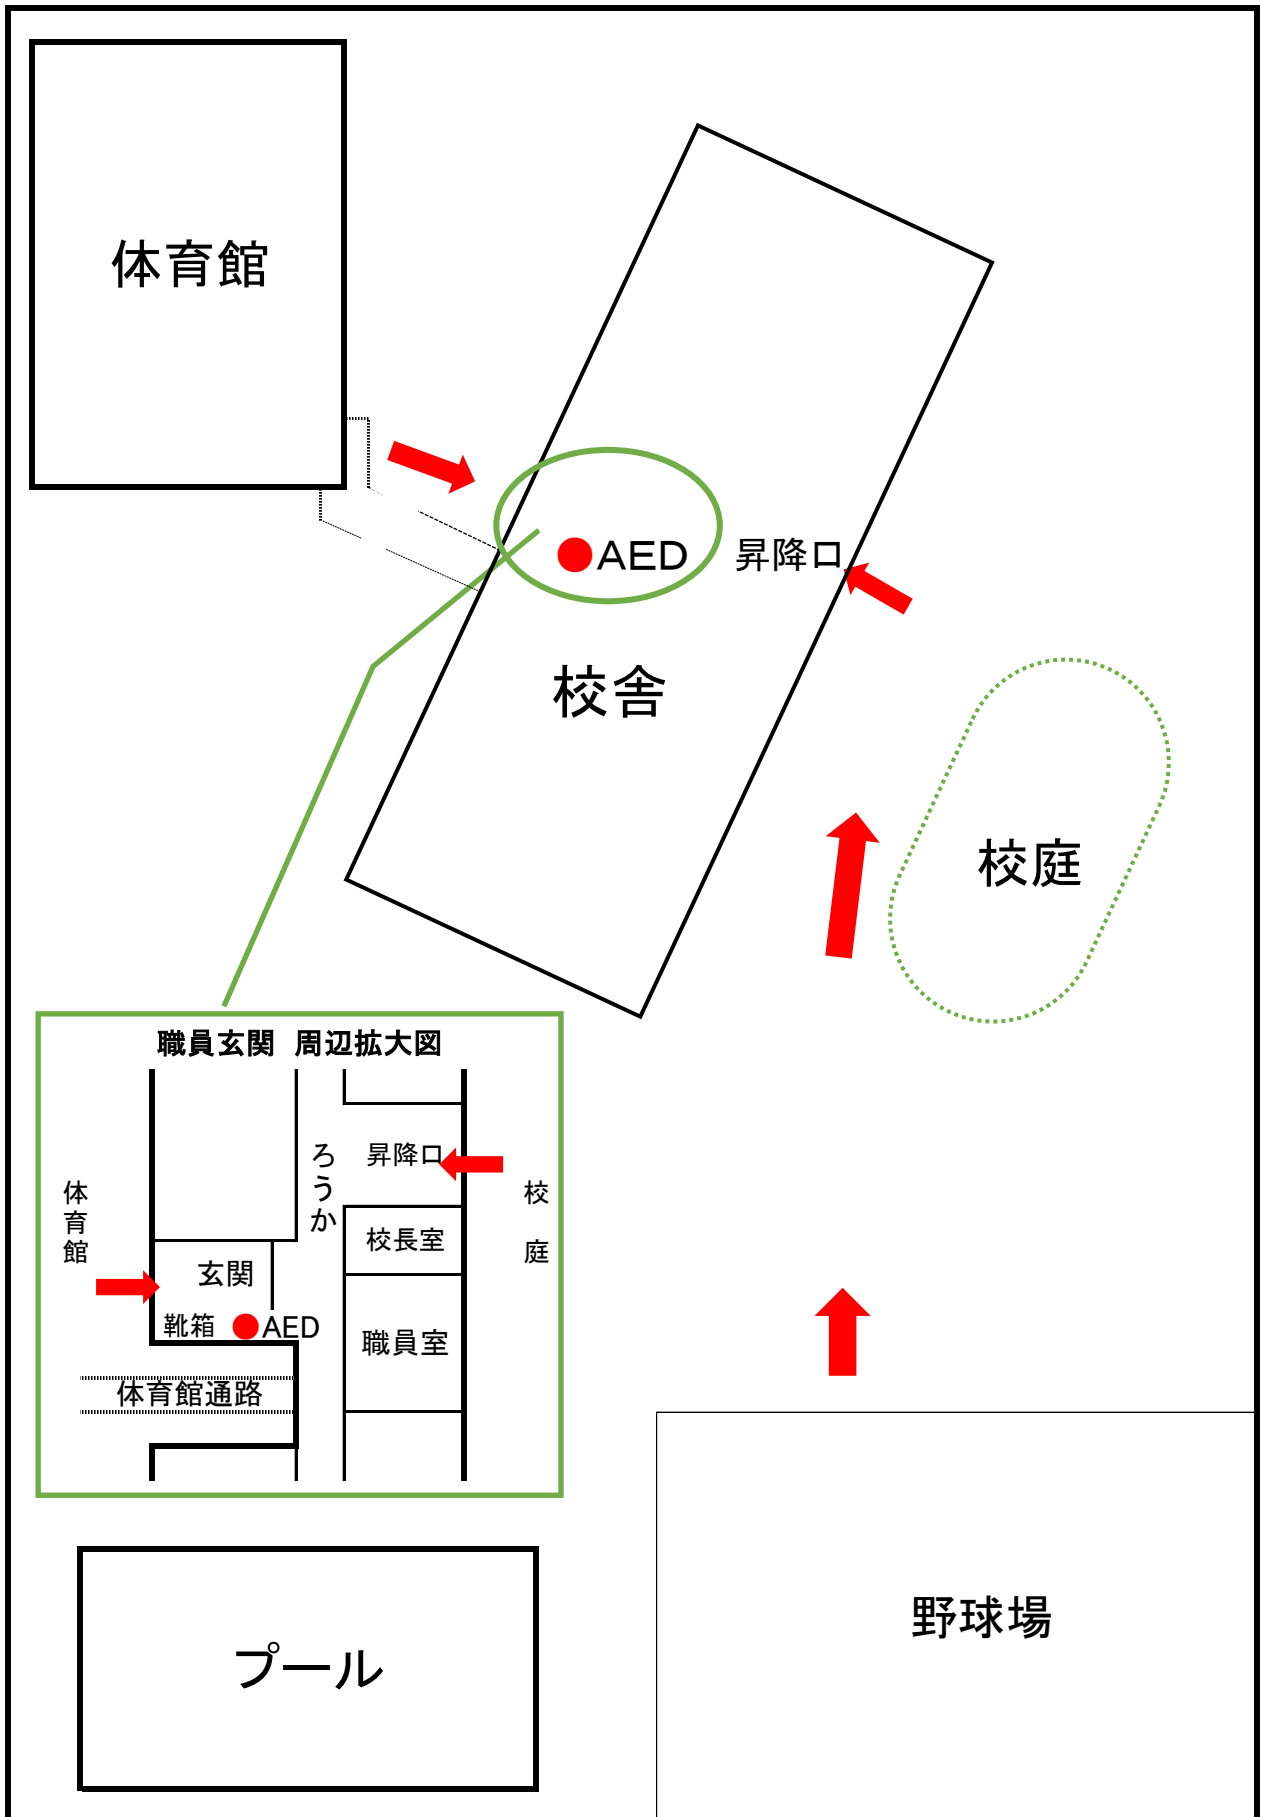 体育館
AED
昇降口
校舎
校庭
職員玄関 周辺拡大図
ろうか
昇降口
体育館
校庭
校長室
玄関
靴箱
AED
職員室
体育館通路
野球場
プール